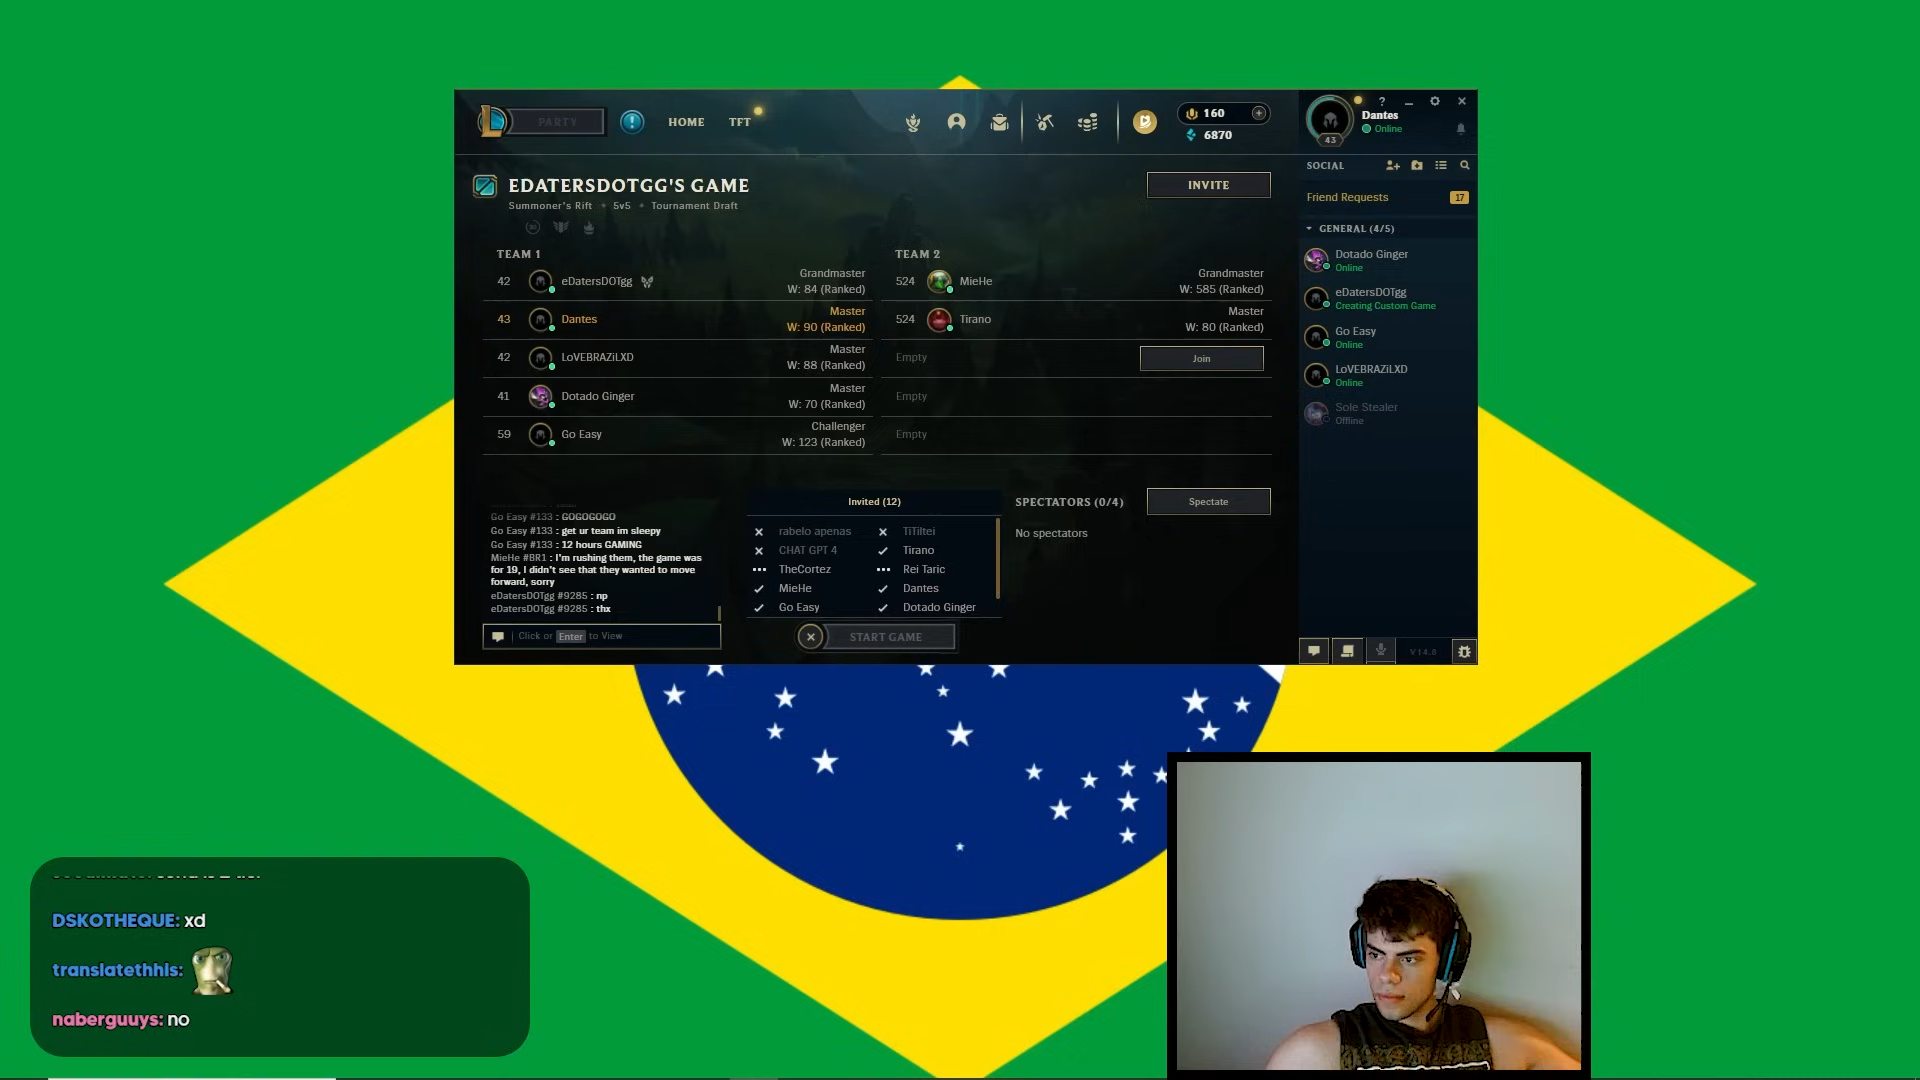 PARTY
HOME
TFT
160
6870
?
Dantes
Online
43
EDATERSDOTGG'S GAME
Summoner's Rift • 5v5 • Tournament Draft
INVITE
SOCIAL
Friend Requests
17
GENERAL (4/5)
Dotado Ginger
Online
eDatersDOTgg
Creating Custom Game
Go Easy
Online
LoVEBRAZiLXD
Online
Sole Stealer
Offline
TEAM 1
42 eDatersDOTgg Grandmaster
W: 84 (Ranked)
43 Dantes Master
W: 90 (Ranked)
42 LoVEBRAZiLXD Master
W: 88 (Ranked)
41 Dotado Ginger Master
W: 70 (Ranked)
59 Go Easy Challenger
W: 123 (Ranked)
TEAM 2
524 MieHe Grandmaster
W: 585 (Ranked)
524 Tirano Master
W: 80 (Ranked)
Empty Join
Empty
Empty
Go Easy #133 : GOGOGOGO
Go Easy #133 : get ur team im sleepy
Go Easy #133 : 12 hours GAMING
MieHe #BR1 : I'm rushing them, the game was
for 19, I didn't see that they wanted to move
forward, sorry
eDatersDOTgg #9285 : np
eDatersDOTgg #9285 : thx
Click or Enter to View
Invited (12)
rabelo apenas TiTiltei
CHAT GPT 4 Tirano
TheCortez Rei Taric
MieHe Dantes
Go Easy Dotado Ginger
START GAME
SPECTATORS (0/4)
Spectate
No spectators
V14.8
DSKOTHEQUE: xd
translatethhis:
naberguuys: no